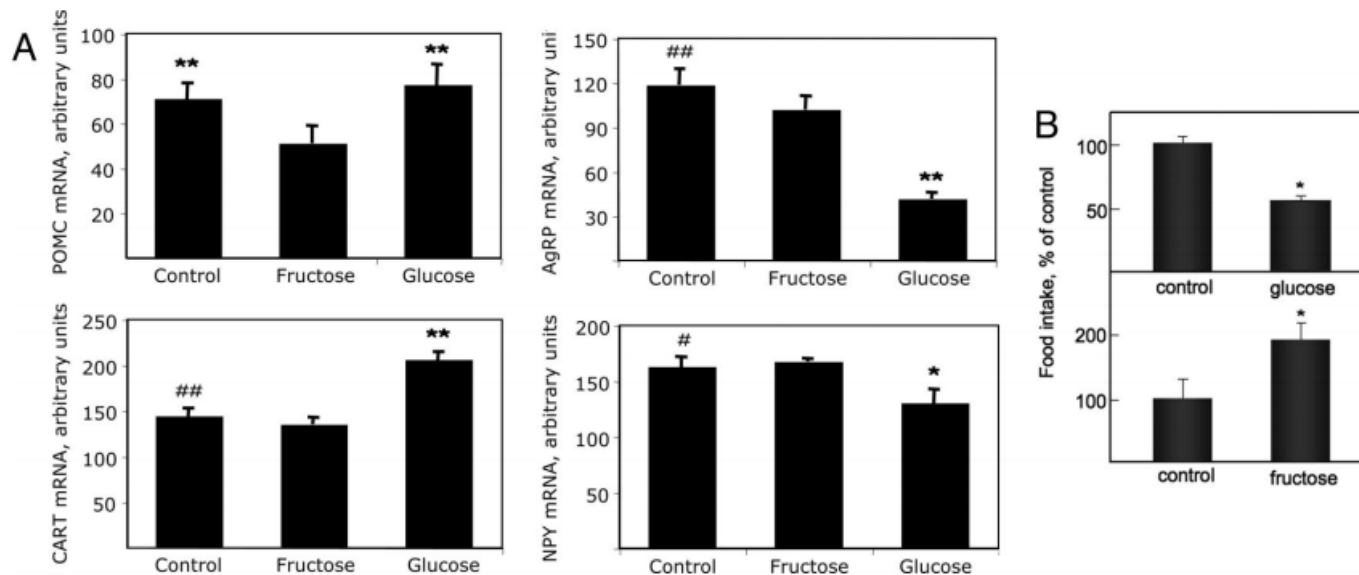 A
POMC mRNA, arbitrary units
100
80
60
40
20
**
**
Control Fructose Glucose
AgRP mRNA, arbitrary uni
150
120
90
60
30
##
**
Control Fructose Glucose
CART mRNA, arbitrary units
250
200
150
100
50
##
**
Control Fructose Glucose
NPY mRNA, arbitrary units
200
150
100
50
#
*
Control Fructose Glucose
B
Food intake, % of control
100
50
*
control glucose
200
100
*
control fructose